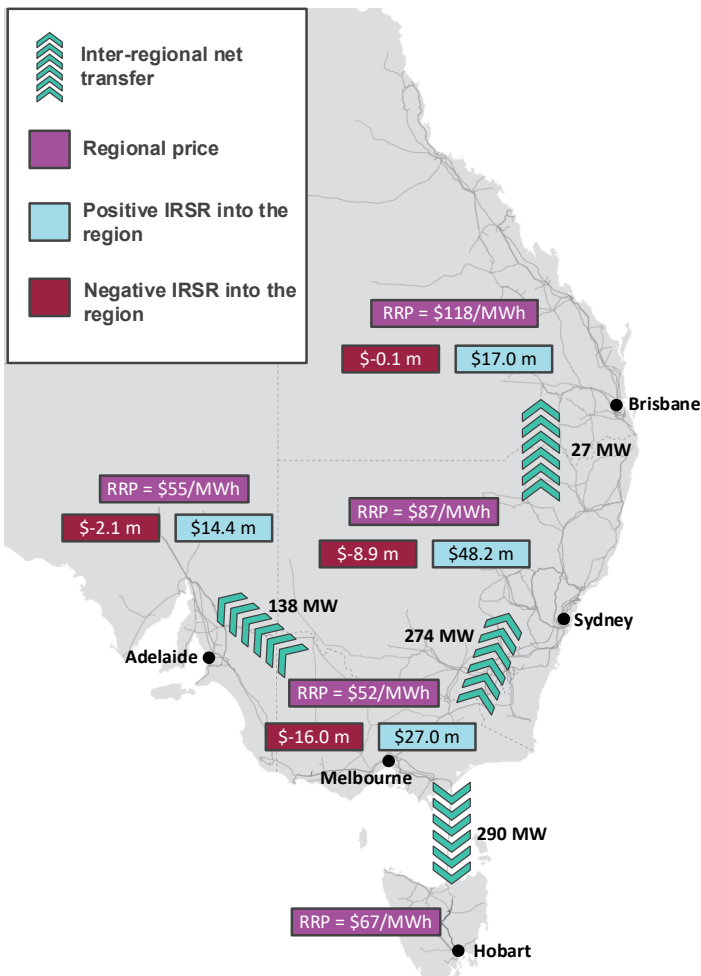 Inter-regional net
transfer
Regional price
Positive IRSR into the
region
Negative IRSR into the
region
RRP = $118/MWh
$-0.1 m
$17.0 m
Brisbane
27 MW
RRP = $55/MWh
$-2.1 m
$14.4 m
RRP = $87/MWh
$-8.9 m
$48.2 m
138 MW
274 MW
Sydney
Adelaide
RRP = $52/MWh
$-16.0 m
$27.0 m
Melbourne
290 MW
RRP = $67/MWh
Hobart